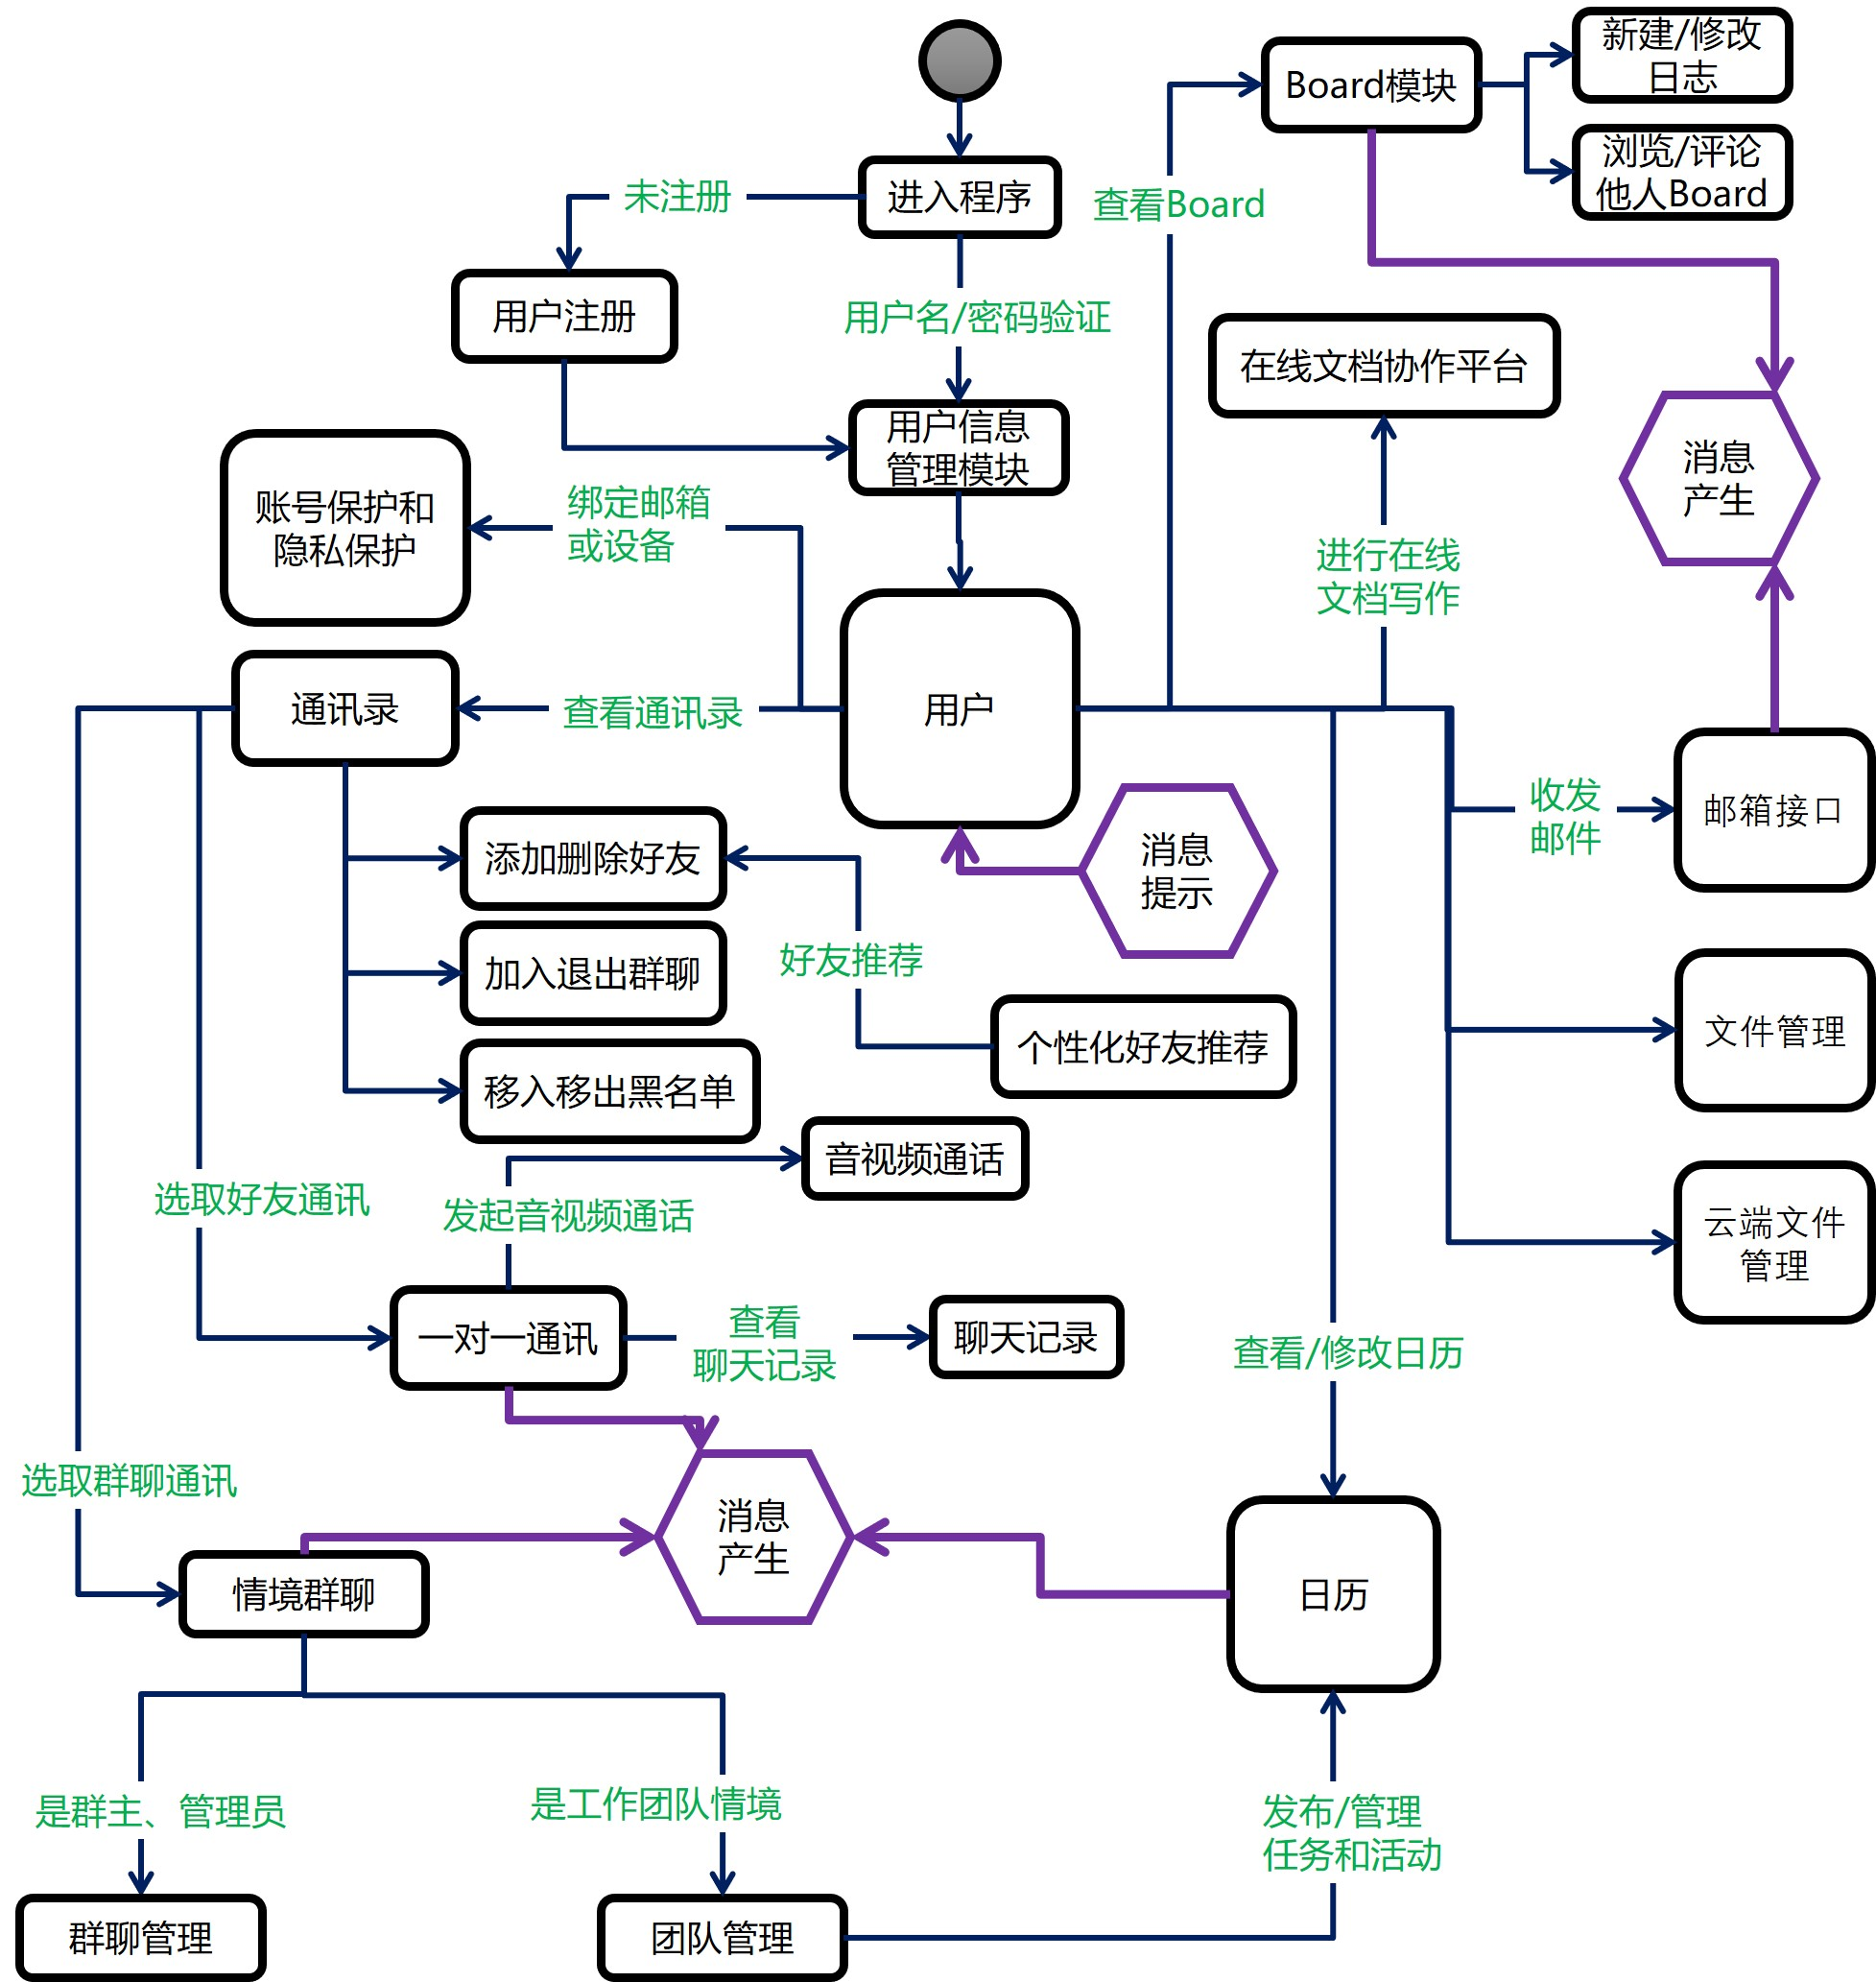 新建/修改
日志
Board模块
浏览/评论
他人Board
未注册
进入程序
查看Board
用户注册
用户名/密码验证
在线文档协作平台
用户信息
管理模块
消息
产生
账号保护和
隐私保护
绑定邮箱
或设备
进行在线
文档写作
通讯录
查看通讯录
用户
收发
邮件
邮箱接口
添加删除好友
消息
提示
加入退出群聊
好友推荐
个性化好友推荐
文件管理
移入移出黑名单
音视频通话
选取好友通讯
发起音视频通话
云端文件
管理
一对一通讯
查看
聊天记录
聊天记录
查看/修改日历
选取群聊通讯
消息
产生
情境群聊
日历
是群主、管理员
是工作团队情境
发布/管理
任务和活动
群聊管理
团队管理